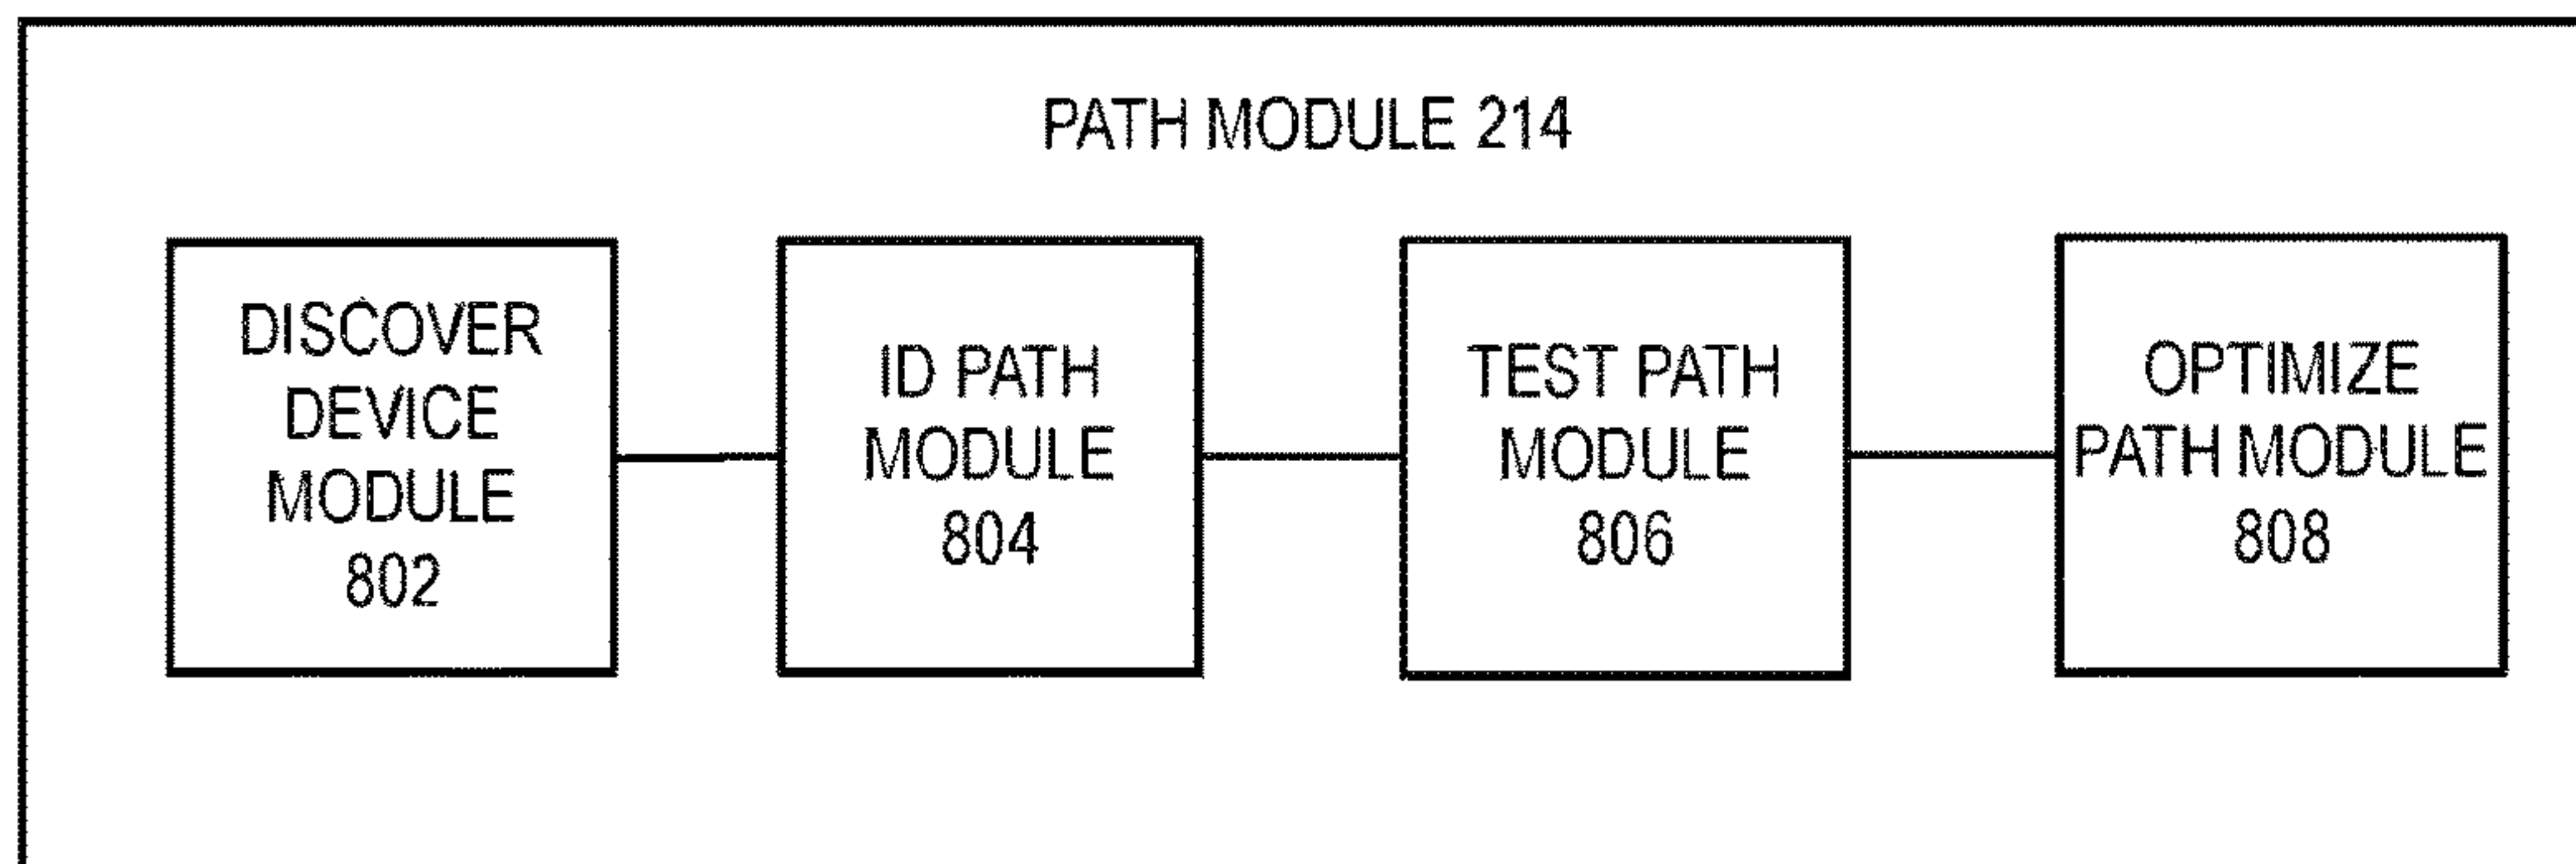 PATH MODULE 214
DISCOVER
DEVICE
MODULE
802
ID PATH
MODULE
804
TEST PATH
MODULE
806
OPTIMIZE
PATH MODULE
808